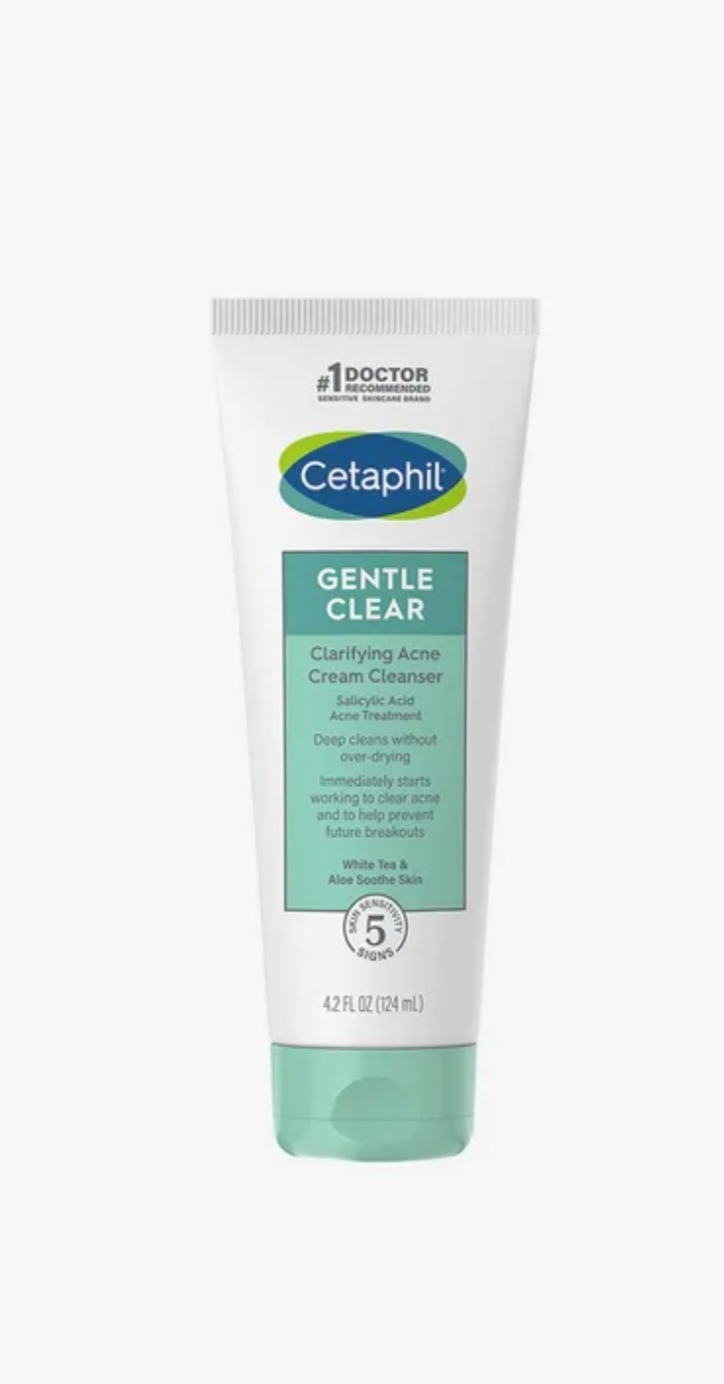 #1 DOCTOR
RECOMMENDED
SENSITIVE SKINCARE BRAND
Cetaphil®
GENTLE
CLEAR
Clarifying Acne
Cream Cleanser
Salicylic Acid
Acne Treatment
Deep cleans without
over-drying
Immediately starts
working to clear acne
and to help prevent
future breakouts
White Tea &
Aloe Soothe Skin
SKIN SENSITIVITY
5
SIGNS
4.2 FL OZ (124 mL)